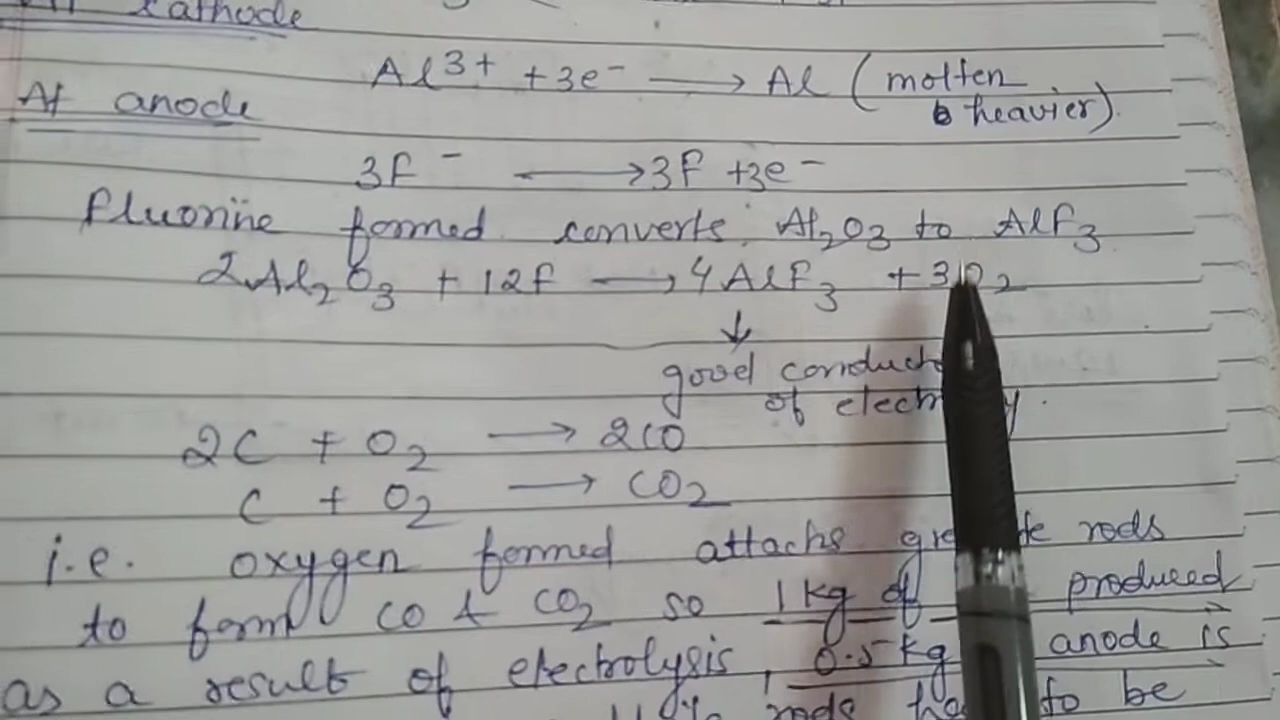 cathode
Al³⁺ + 3e⁻ ⟶ Al (molten
& heavier).
At anode
3F⁻ ⟶ 3F + 3e⁻
fluorine formed converts Al₂O₃ to AlF₃
2Al₂O₃ + 12F ⟶ 4AlF₃ + 3O₂
↓
good
of
2C + O₂ ⟶ 2CO
C + O₂ ⟶ CO₂
i.e. oxygen formed attacks rods
to form CO & CO₂ so 1kg of produced
as a result of electrolysis, 0.5kg anode is
rods to be